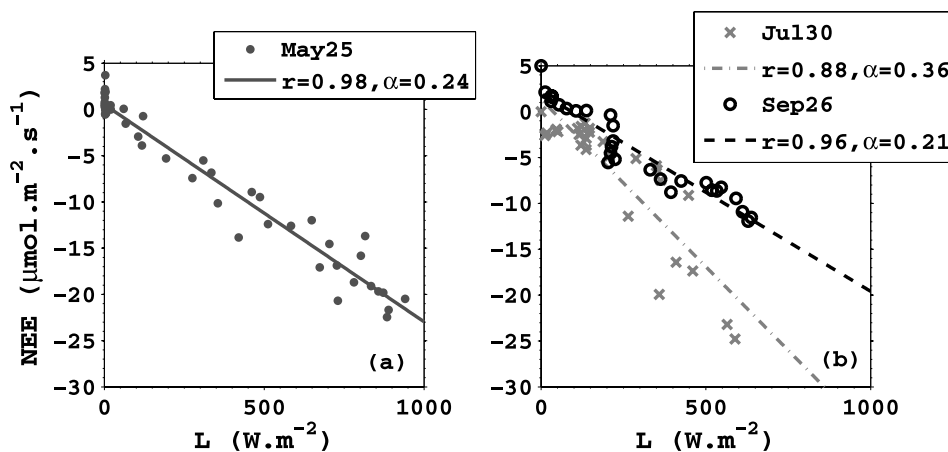 May25
r=0.98,α=0.24
Jul30
r=0.88,α=0.36
Sep26
r=0.96,α=0.21
NEE (μmol.m−2.s−1)
5
0
−5
−10
−15
−20
−25
−30
(a)
0
500
1000
L (W.m−2)
5
0
−5
−10
−15
−20
−25
−30
(b)
0
500
1000
L (W.m−2)